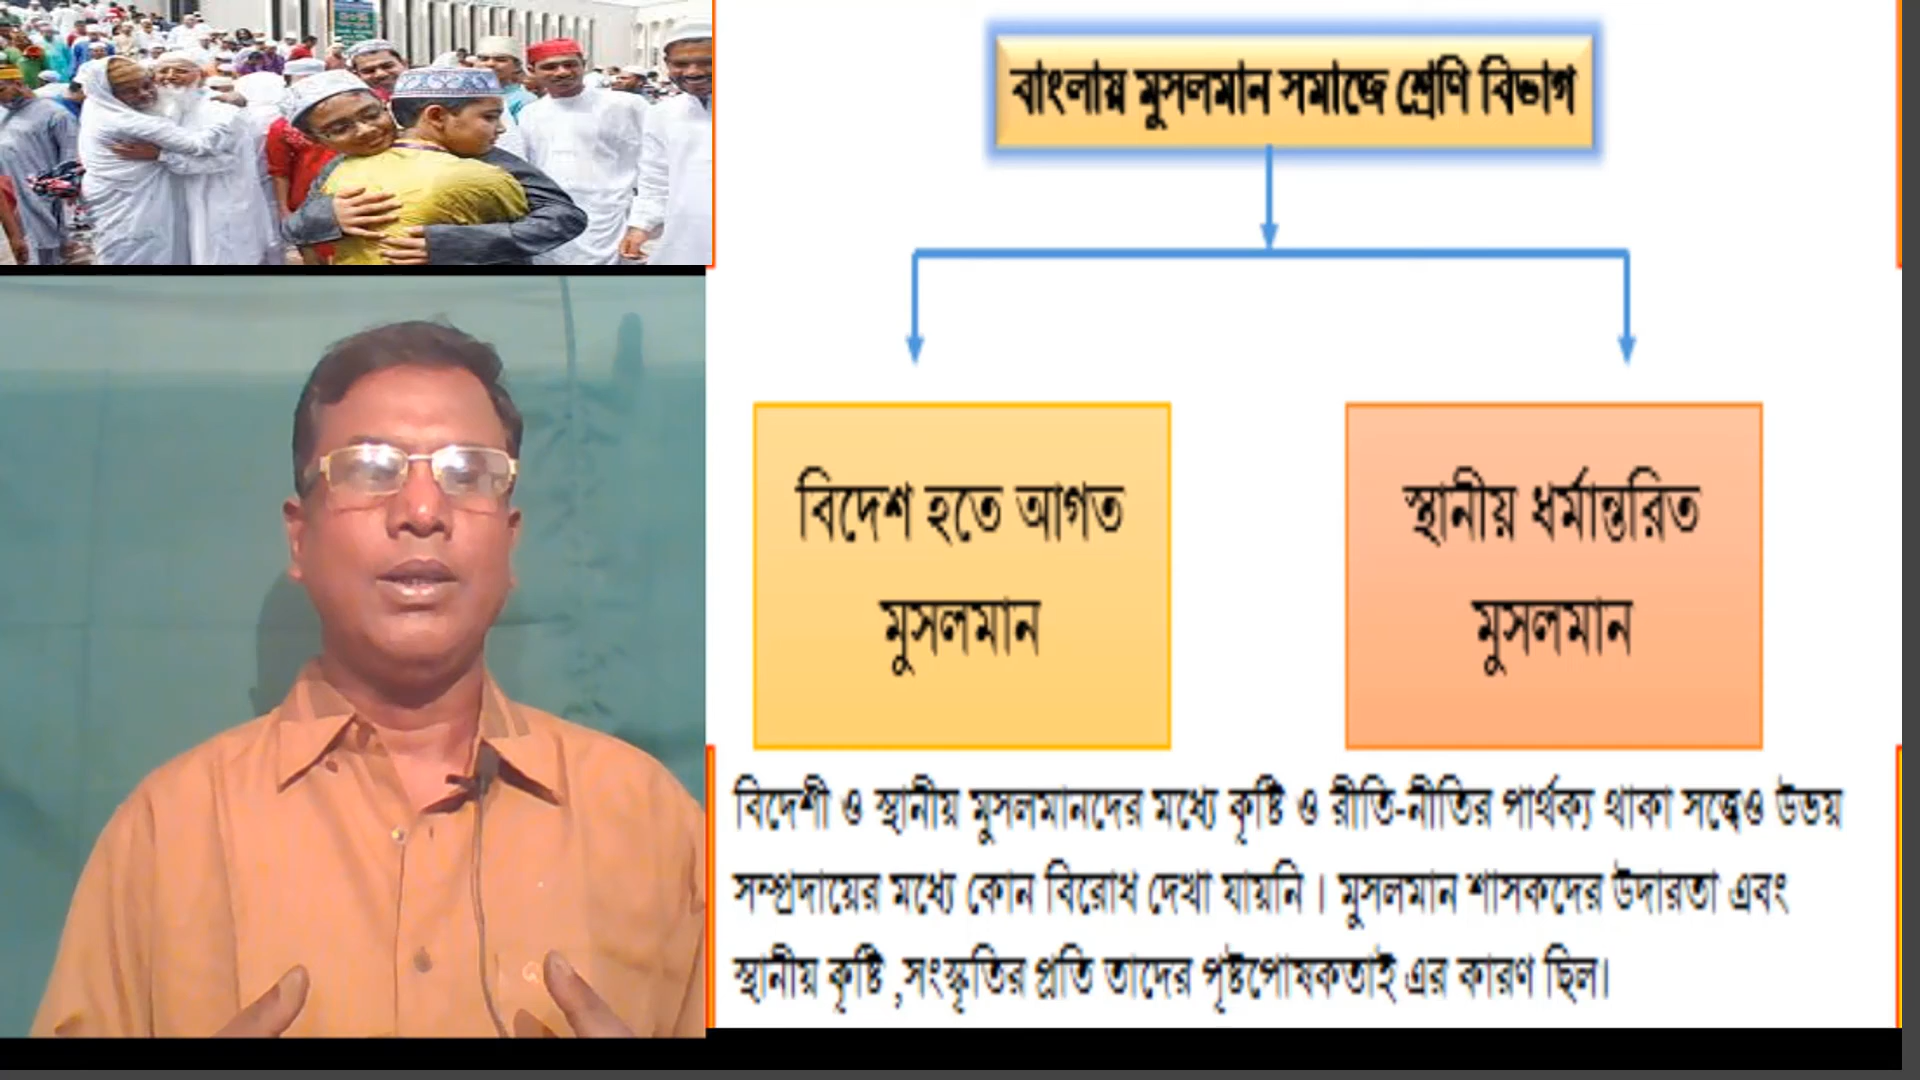 বাংলায় মুসলমান সমাজে শ্রেণি বিভাগ
বিদেশ হতে আগত
মুসলমান
স্থানীয় ধর্মান্তরিত
মুসলমান
বিদেশী ও স্থানীয় মুসলমানদের মধ্যে কৃষ্টি ও রীতি-নীতির পার্থক্য থাকা সত্ত্বেও উভয়
সম্প্রদায়ের মধ্যে কোন বিরোধ দেখা যায়নি। মুসলমান শাসকদের উদারতা এবং
স্থানীয় কৃষ্টি ,সংস্কৃতির প্রতি তাদের পৃষ্টপোষকতাই এর কারণ ছিল।